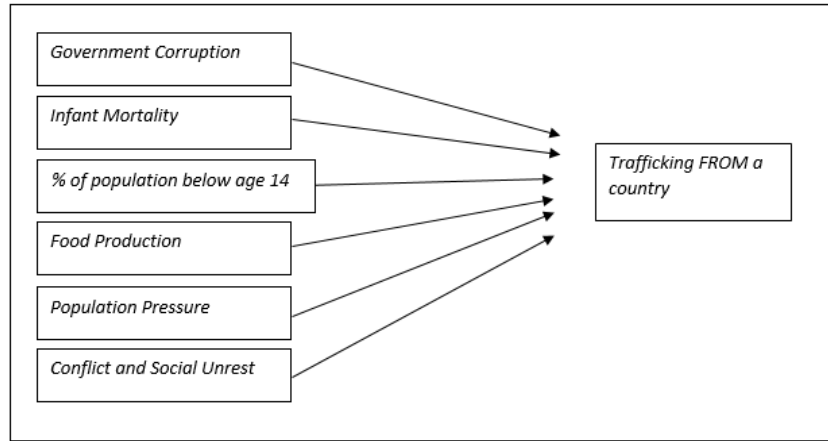 Government Corruption
Infant Mortality
% of population below age 14
Food Production
Population Pressure
Conflict and Social Unrest
Trafficking FROM a
country